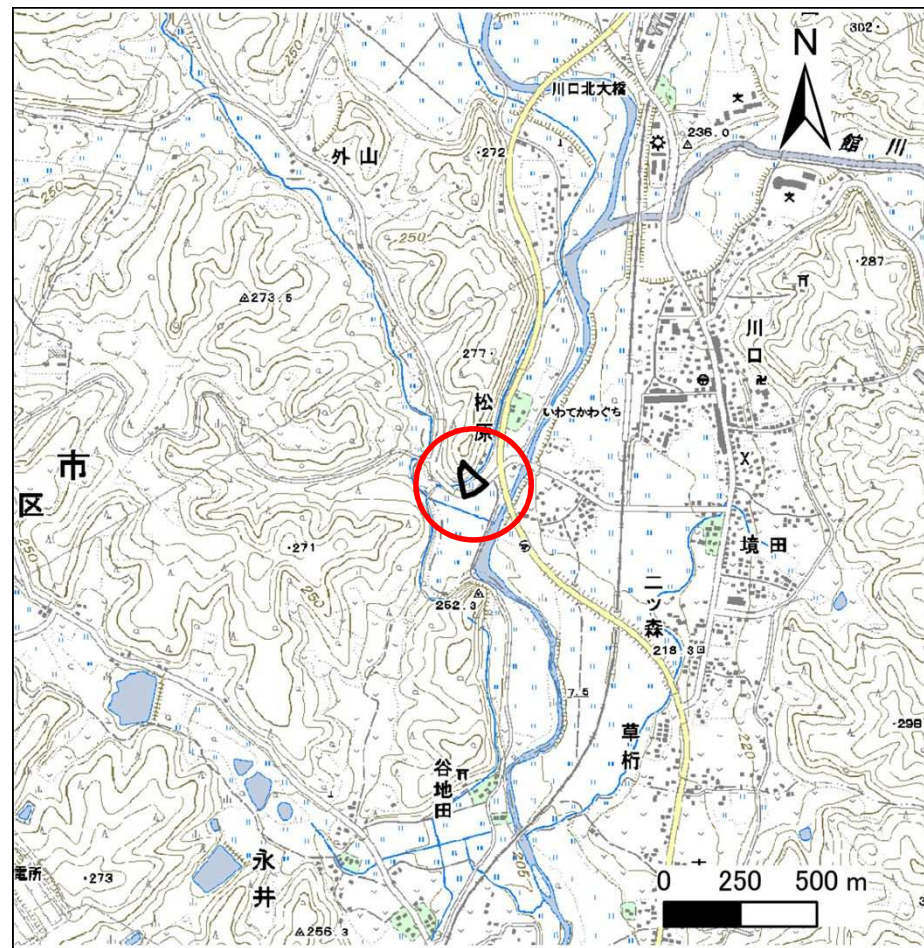 302
250
川口北大橋
N
236.0
外山
272
館川
250
250
287
273.5
川口
277
松原
いわてかわぐち
市
区
境田
271
250
250
252.3
二ッ森
218.3
7.5
220
298
草桁
谷地田
205
永井
電所
273
256.3
0 250 500 m